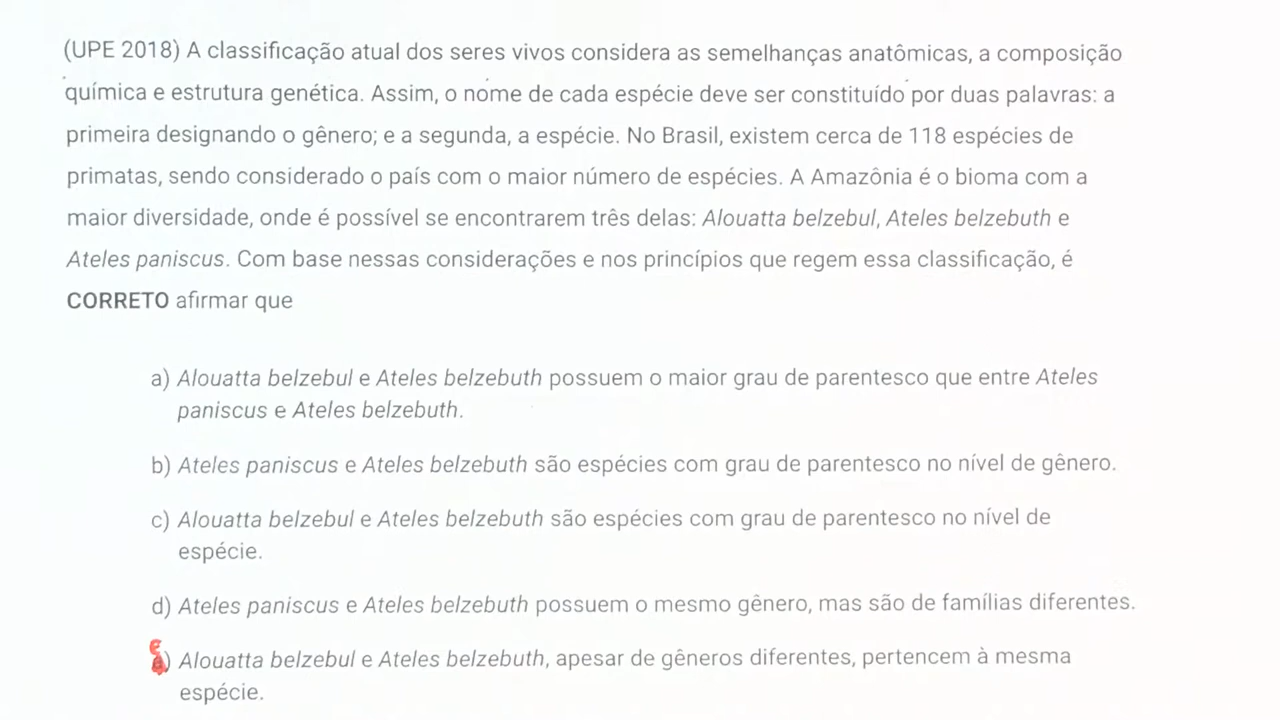 (UPE 2018) A classificação atual dos seres vivos considera as semelhanças anatômicas, a composição
química e estrutura genética. Assim, o nome de cada espécie deve ser constituído por duas palavras: a
primeira designando o gênero; e a segunda, a espécie. No Brasil, existem cerca de 118 espécies de
primatas, sendo considerado o país com o maior número de espécies. A Amazônia é o bioma com a
maior diversidade, onde é possível se encontrarem três delas: Alouatta belzebul, Ateles belzebuth e
Ateles paniscus. Com base nessas considerações e nos princípios que regem essa classificação, é
CORRETO afirmar que
a) Alouatta belzebul e Ateles belzebuth possuem o maior grau de parentesco que entre Ateles
paniscus e Ateles belzebuth.
b) Ateles paniscus e Ateles belzebuth são espécies com grau de parentesco no nível de gênero.
c) Alouatta belzebul e Ateles belzebuth são espécies com grau de parentesco no nível de
espécie.
d) Ateles paniscus e Ateles belzebuth possuem o mesmo gênero, mas são de famílias diferentes.
e) Alouatta belzebul e Ateles belzebuth, apesar de gêneros diferentes, pertencem à mesma
espécie.